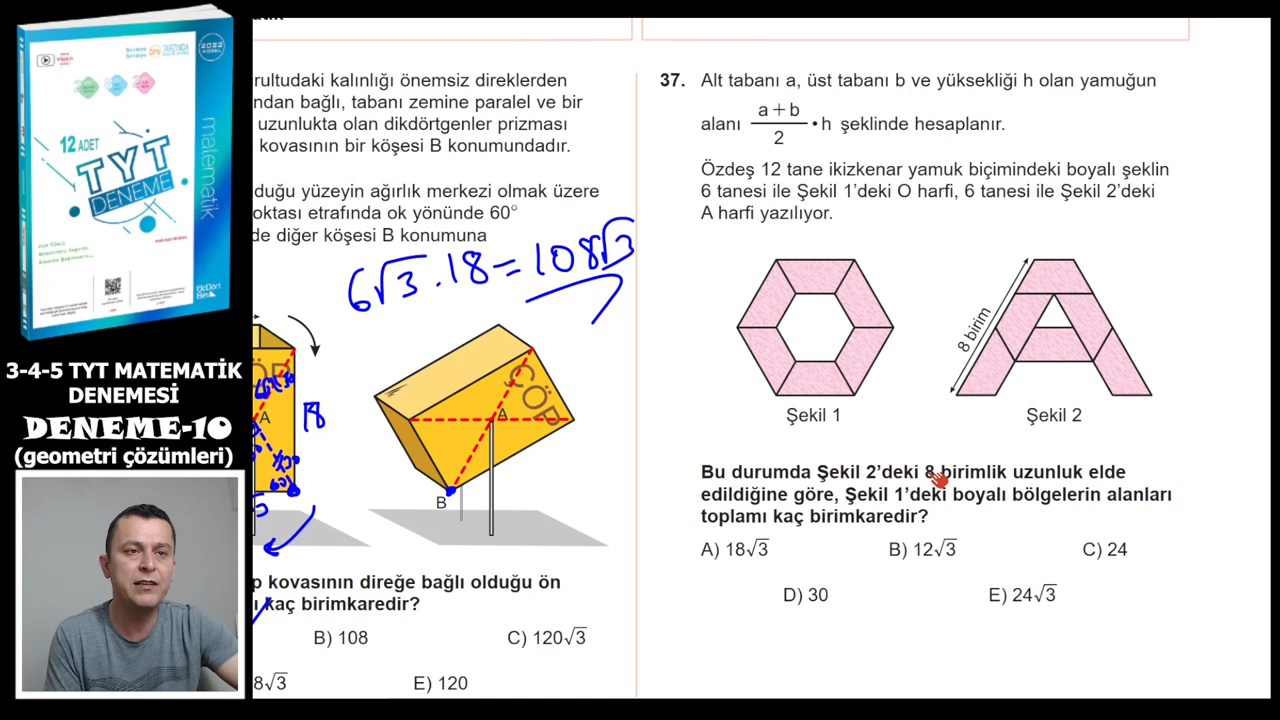 2022
12 ADET
TYT
DENEME
matematik
3-4-5 TYT MATEMATİK
DENEMESİ
DENEME-10
(geometri çözümleri)
rultudaki kalınlığı önemsiz direklerden
ndan bağlı, tabanı zemine paralel ve bir
uzunlukta olan dikdörtgenler prizması
kovasının bir köşesi B konumundadır.
lduğu yüzeyin ağırlık merkezi olmak üzere
oktası etrafında ok yönünde 60°
de diğer köşesi B konumuna
6√3 . 18 = 108√3
ÖP
A
18
ÇÖP
A
B
p kovasının direğe bağlı olduğu ön
kaç birimkaredir?
B) 108
C) 120√3
8√3
E) 120
37. Alt tabanı a, üst tabanı b ve yüksekliği h olan yamuğun
alanı (a + b)/2 • h şeklinde hesaplanır.
Özdeş 12 tane ikizkenar yamuk biçimindeki boyalı şeklin
6 tanesi ile Şekil 1'deki O harfi, 6 tanesi ile Şekil 2'deki
A harfi yazılıyor.
8 birim
Şekil 1
Şekil 2
Bu durumda Şekil 2'deki 8 birimlik uzunluk elde
edildiğine göre, Şekil 1'deki boyalı bölgelerin alanları
toplamı kaç birimkaredir?
A) 18√3
B) 12√3
C) 24
D) 30
E) 24√3